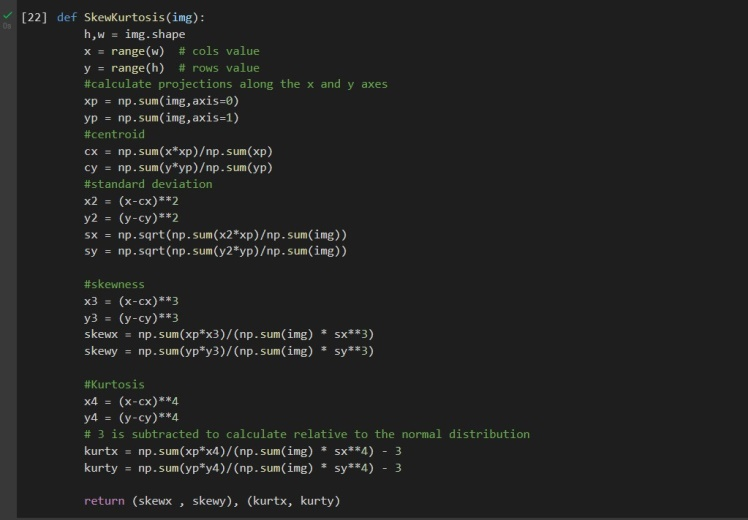 [22] def SkewKurtosis(img):
h,w = img.shape
x = range(w)  # cols value
y = range(h)  # rows value
#calculate projections along the x and y axes
xp = np.sum(img,axis=0)
yp = np.sum(img,axis=1)
#centroid
cx = np.sum(x*xp)/np.sum(xp)
cy = np.sum(y*yp)/np.sum(yp)
#standard deviation
x2 = (x-cx)**2
y2 = (y-cy)**2
sx = np.sqrt(np.sum(x2*xp)/np.sum(img))
sy = np.sqrt(np.sum(y2*yp)/np.sum(img))
#skewness
x3 = (x-cx)**3
y3 = (y-cy)**3
skewx = np.sum(xp*x3)/(np.sum(img) * sx**3)
skewy = np.sum(yp*y3)/(np.sum(img) * sy**3)
#Kurtosis
x4 = (x-cx)**4
y4 = (y-cy)**4
# 3 is subtracted to calculate relative to the normal distribution
kurtx = np.sum(xp*x4)/(np.sum(img) * sx**4) - 3
kurty = np.sum(yp*y4)/(np.sum(img) * sy**4) - 3
return (skewx , skewy), (kurtx, kurty)